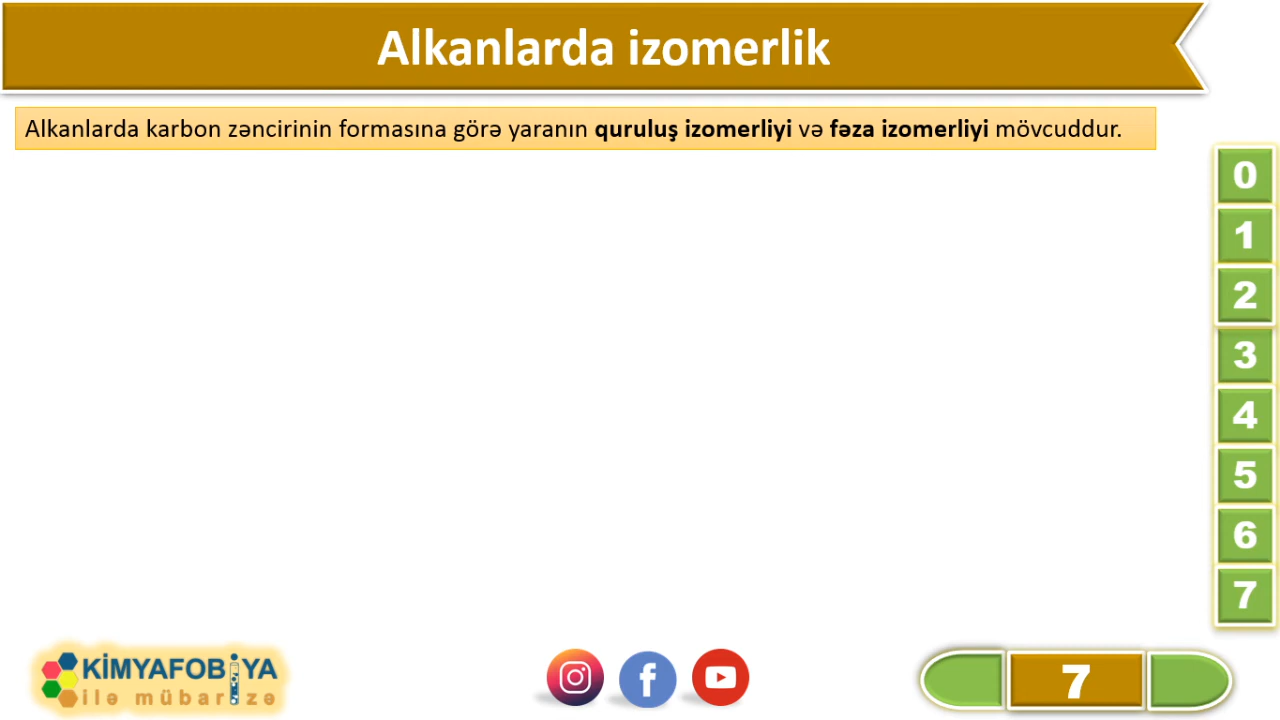 Alkanlarda izomerlik
Alkanlarda karbon zəncirinin formasına görə yaranın quruluş izomerliyi və fəza izomerliyi mövcuddur.
0
1
2
3
4
5
6
7
KİMYAFOBİYA
ilə mübarizə
7